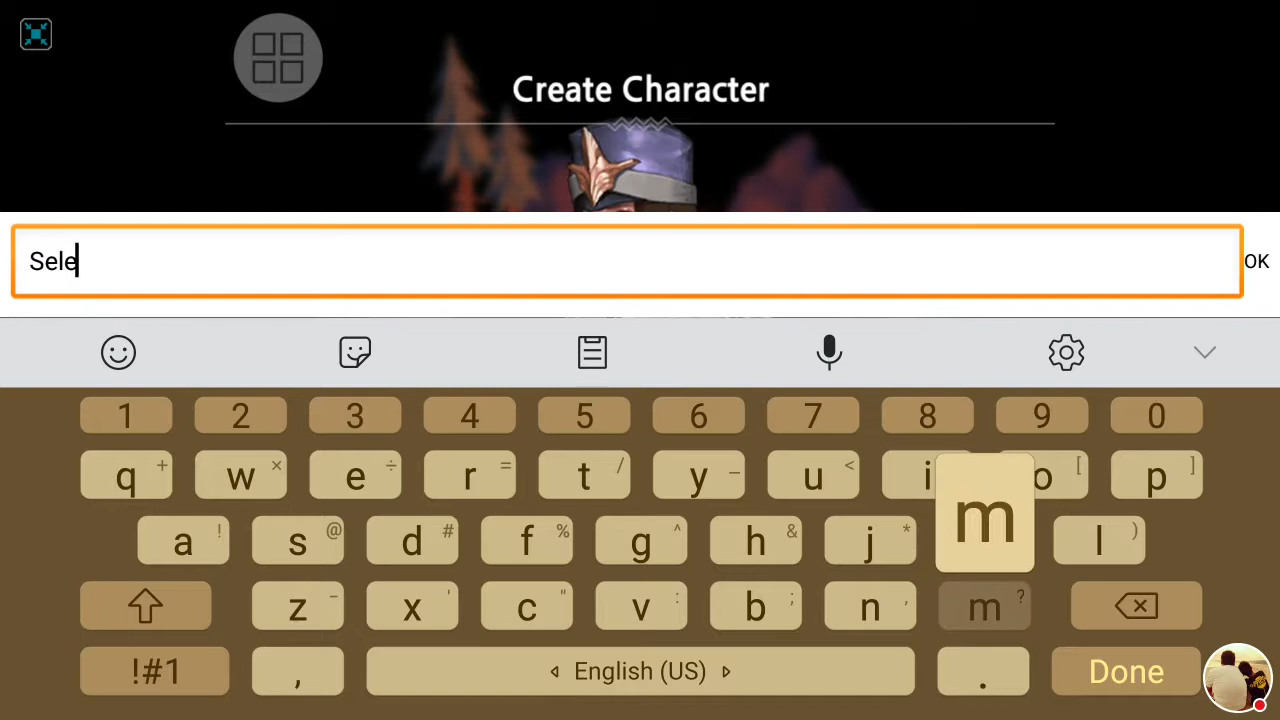 Create Character
Sele
OK
1 2 3 4 5 6 7 8 9 0
q + w × e ÷ r = t / y _ u < i o [ p ]
m
a ! s @ d # f % g ^ h & j * l )
z - x ' c " v : b ; n , m ?
!#1 , English (US) . Done